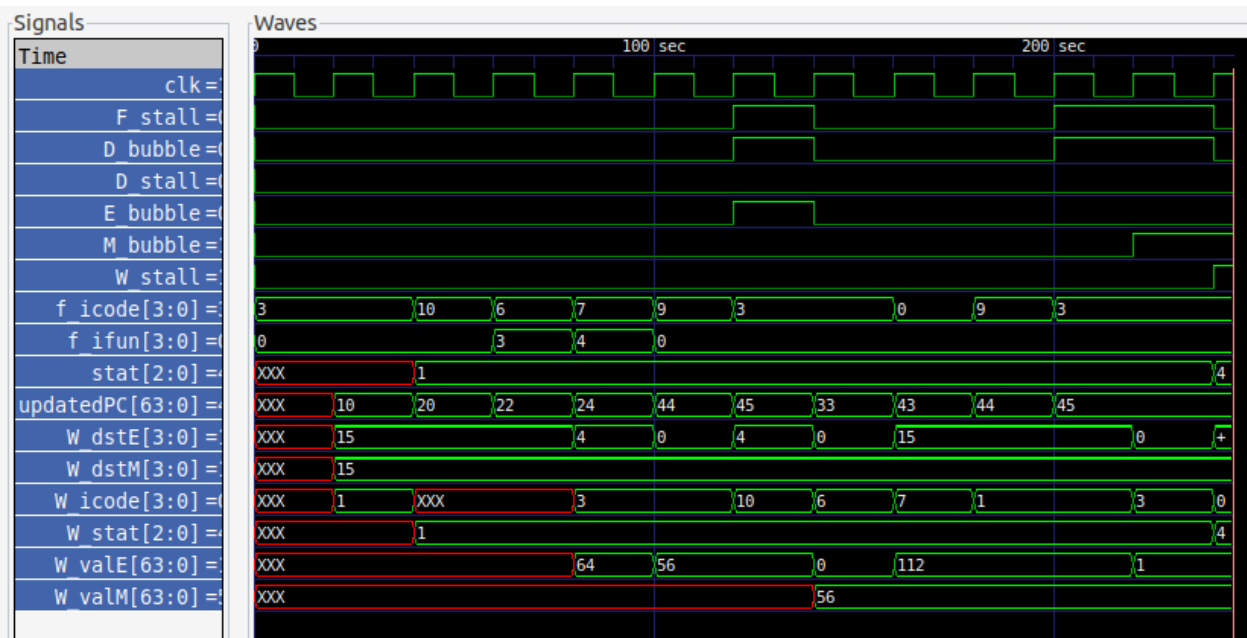 Signals Waves
Time 0 100 sec 200 sec
clk=
F_stall=
D_bubble=
D_stall=
E_bubble=
M_bubble=
W_stall=
f_icode[3:0]= 3 10 6 7 9 3 0 9 3
f_ifun[3:0]= 0 3 4 0
stat[2:0]= XXX 1 4
updatedPC[63:0]= XXX 10 20 22 24 44 45 33 43 44 45
W_dstE[3:0]= XXX 15 4 0 4 0 15 0 +
W_dstM[3:0]= XXX 15
W_icode[3:0]= XXX 1 XXX 3 10 6 7 1 3 0
W_stat[2:0]= XXX 1 4
W_valE[63:0]= XXX 64 56 0 112 1
W_valM[63:0]= XXX 56